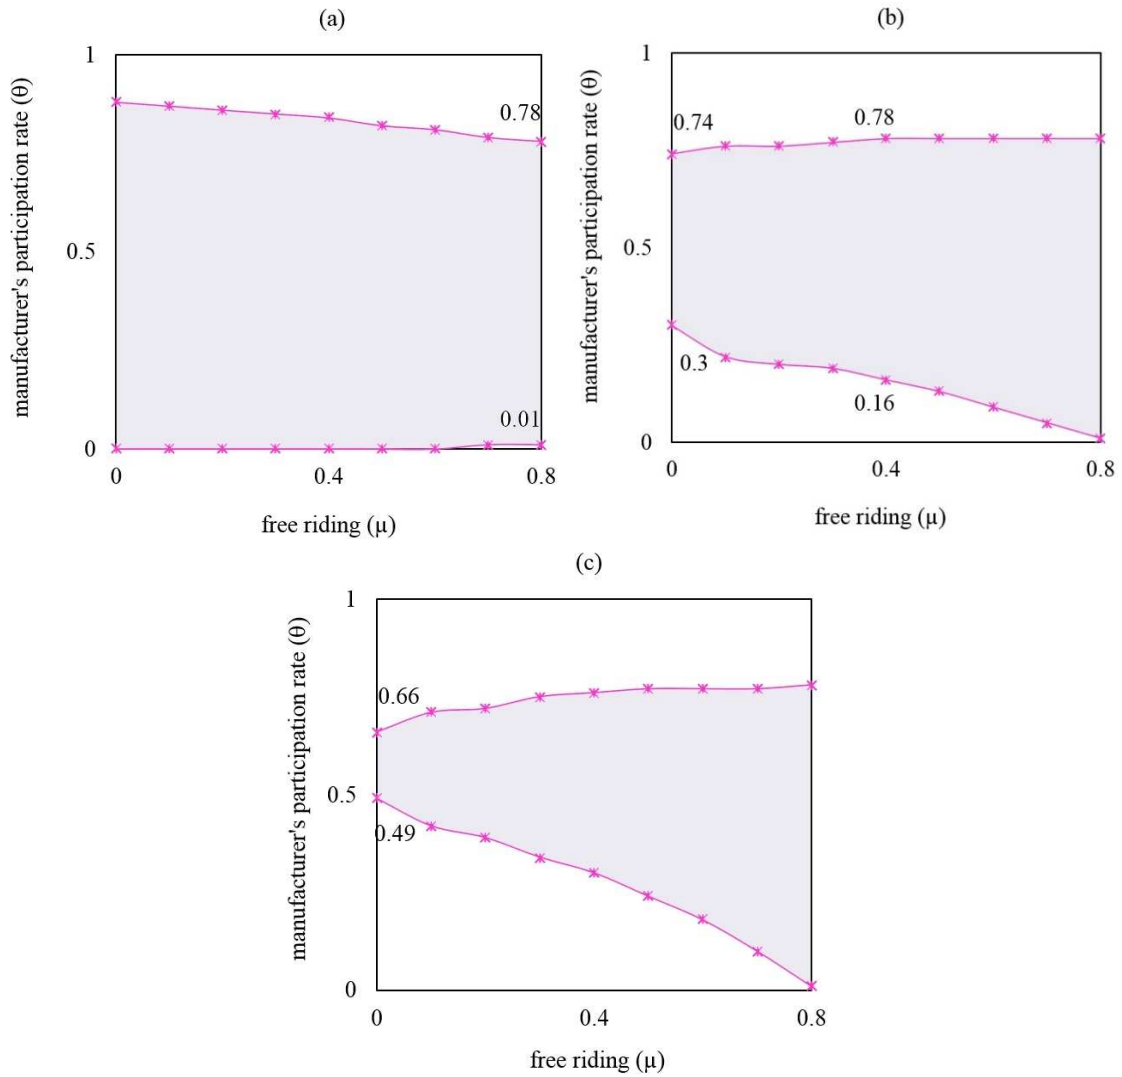 (a)
1
0.78
0.5
0.01
0
0 0.4 0.8
manufacturer's participation rate (θ)
free riding (μ)
(b)
1
0.74
0.78
0.5
0.3
0.16
0
0 0.4 0.8
manufacturer's participation rate (θ)
free riding (μ)
(c)
1
0.66
0.5
0.49
0
0 0.4 0.8
manufacturer's participation rate (θ)
free riding (μ)